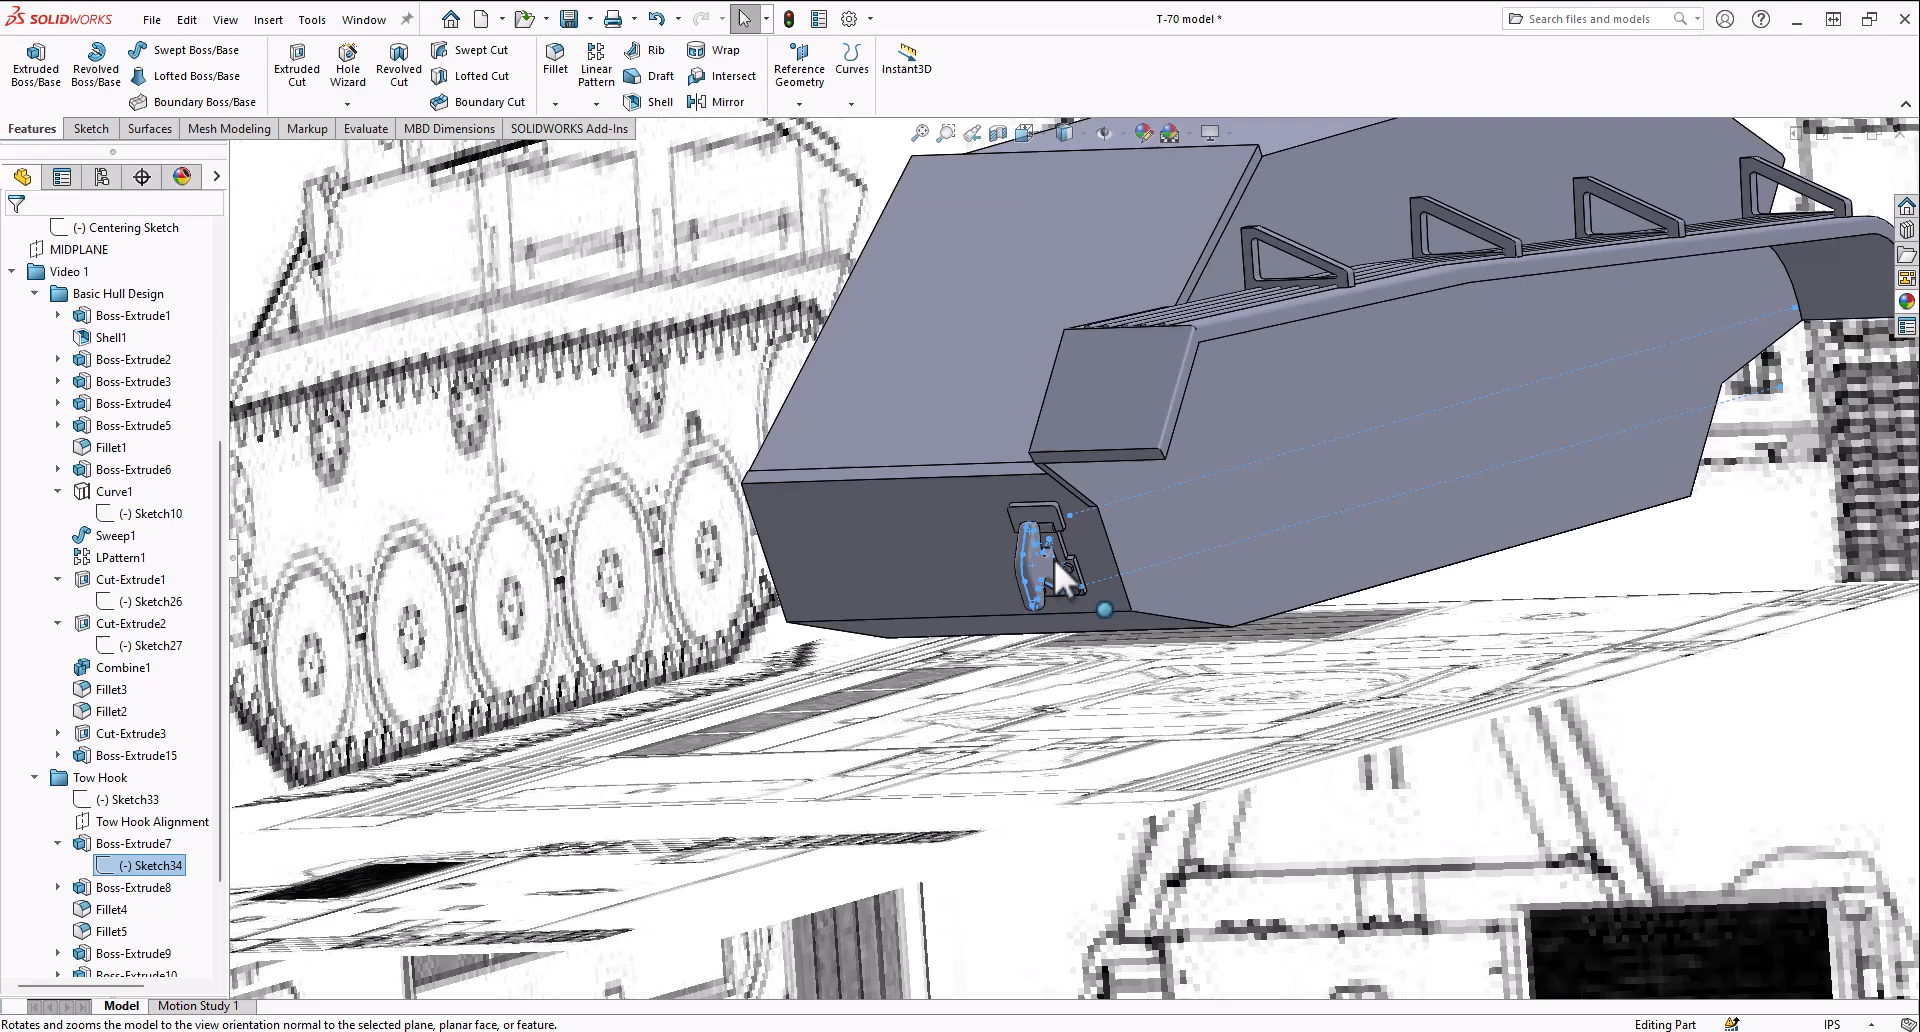 SOLIDWORKS File Edit View Insert Tools Window T-70 model * Search files and models
Extruded Boss/Base
Revolved Boss/Base
Swept Boss/Base
Lofted Boss/Base
Boundary Boss/Base
Extruded Cut
Hole Wizard
Revolved Cut
Swept Cut
Lofted Cut
Boundary Cut
Fillet
Linear Pattern
Rib
Draft
Shell
Wrap
Intersect
Mirror
Reference Geometry
Curves
Instant3D
Features Sketch Surfaces Mesh Modeling Markup Evaluate MBD Dimensions SOLIDWORKS Add-Ins
(-) Centering Sketch
MIDPLANE
Video 1
Basic Hull Design
Boss-Extrude1
Shell1
Boss-Extrude2
Boss-Extrude3
Boss-Extrude4
Boss-Extrude5
Fillet1
Boss-Extrude6
Curve1
(-) Sketch10
Sweep1
LPattern1
Cut-Extrude1
(-) Sketch26
Cut-Extrude2
(-) Sketch27
Combine1
Fillet3
Fillet2
Cut-Extrude3
Boss-Extrude15
Tow Hook
(-) Sketch33
Tow Hook Alignment
Boss-Extrude7
(-) Sketch34
Boss-Extrude8
Fillet4
Fillet5
Boss-Extrude9
Boss-Extrude10
Model Motion Study 1
Rotates and zooms the model to the view orientation normal to the selected plane, planar face, or feature. Editing Part IPS